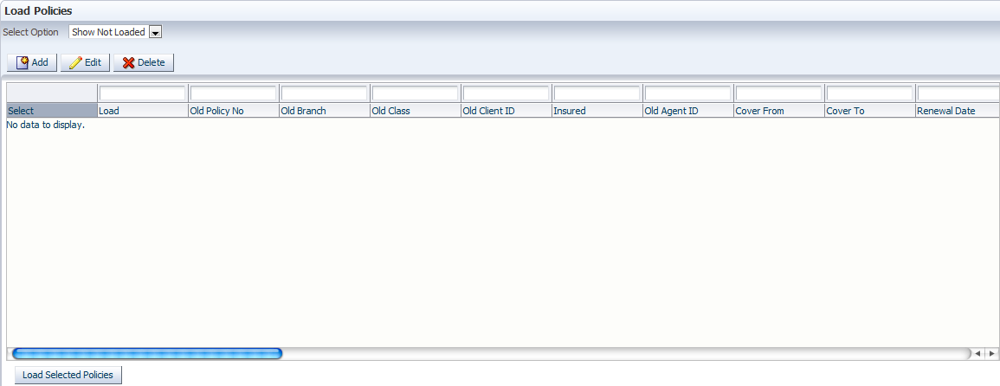 Load Policies
Select Option Show Not Loaded
Add Edit Delete
Select Load Old Policy No Old Branch Old Class Old Client ID Insured Old Agent ID Cover From Cover To Renewal Date
No data to display.
Load Selected Policies